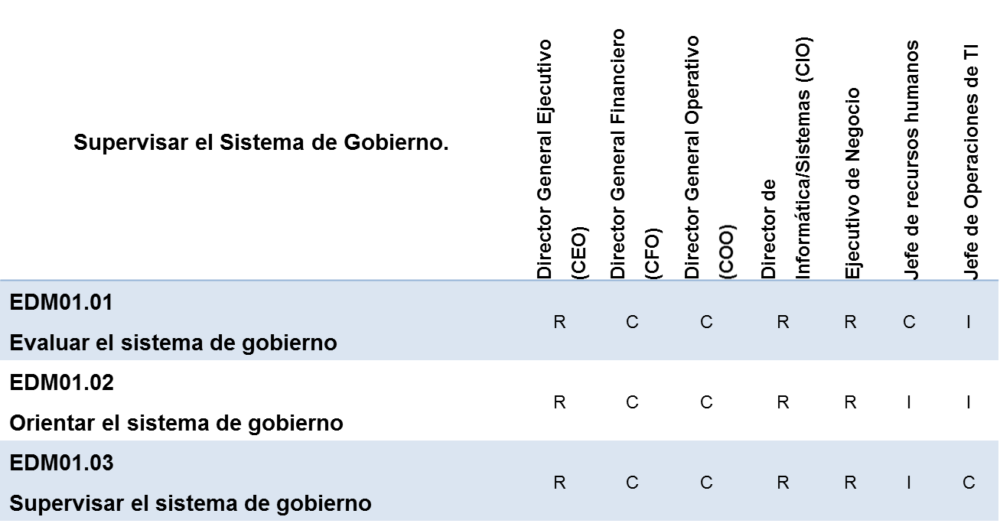 Supervisar el Sistema de Gobierno.
Director General Ejecutivo
(CEO)
Director General Financiero
(CFO)
Director General Operativo
(COO)
Director de
Informática/Sistemas (CIO)
Ejecutivo de Negocio
Jefe de recursos humanos
Jefe de Operaciones de TI
EDM01.01
Evaluar el sistema de gobierno
R C C R R C I
EDM01.02
Orientar el sistema de gobierno
R C C R R I I
EDM01.03
Supervisar el sistema de gobierno
R C C R R I C